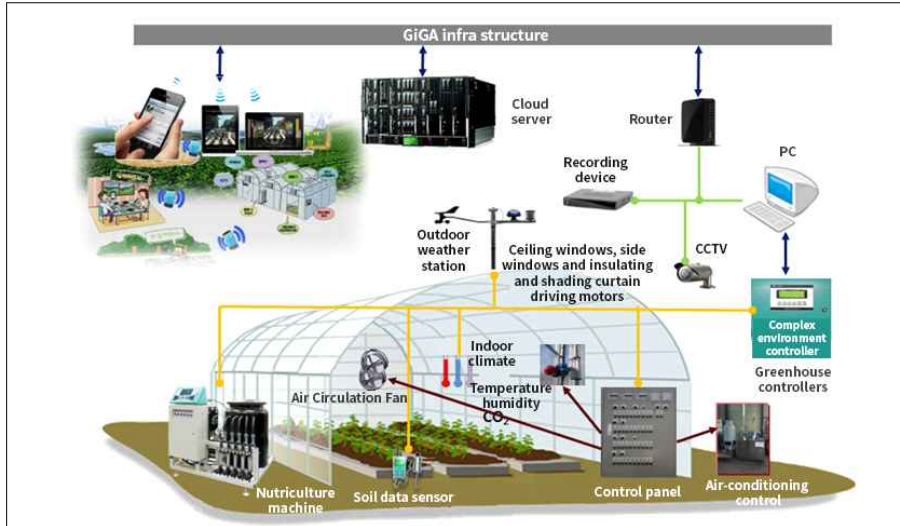 GiGA infra structure
Cloud
server
Router
PC
Recording
device
Outdoor
weather
station
CCTV
Ceiling windows, side
windows and insulating
and shading curtain
driving motors
Complex
environment
controller
Greenhouse
controllers
Indoor
climate
Temperature
humidity
CO₂
Air Circulation Fan
Nutriculture
machine
Soil data sensor
Control panel
Air-conditioning
control